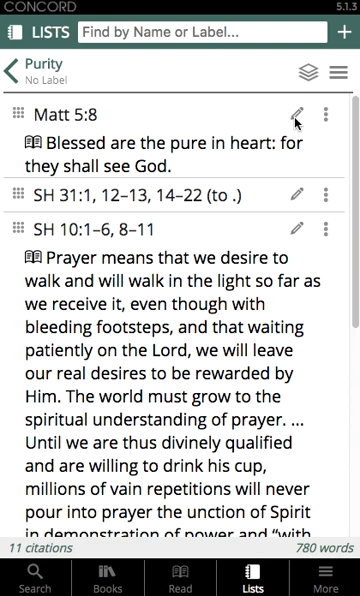 CONCORD 5.1.3
LISTS Find by Name or Label...
Purity
No Label
Matt 5:8
Blessed are the pure in heart: for
they shall see God.
SH 31:1, 12–13, 14–22 (to .)
SH 10:1–6, 8–11
Prayer means that we desire to
walk and will walk in the light so far as
we receive it, even though with
bleeding footsteps, and that waiting
patiently on the Lord, we will leave
our real desires to be rewarded by
Him. The world must grow to the
spiritual understanding of prayer. ...
Until we are thus divinely qualified
and are willing to drink his cup,
millions of vain repetitions will never
pour into prayer the unction of Spirit
in demonstration of power and “with
11 citations 780 words
Search Books Read Lists More